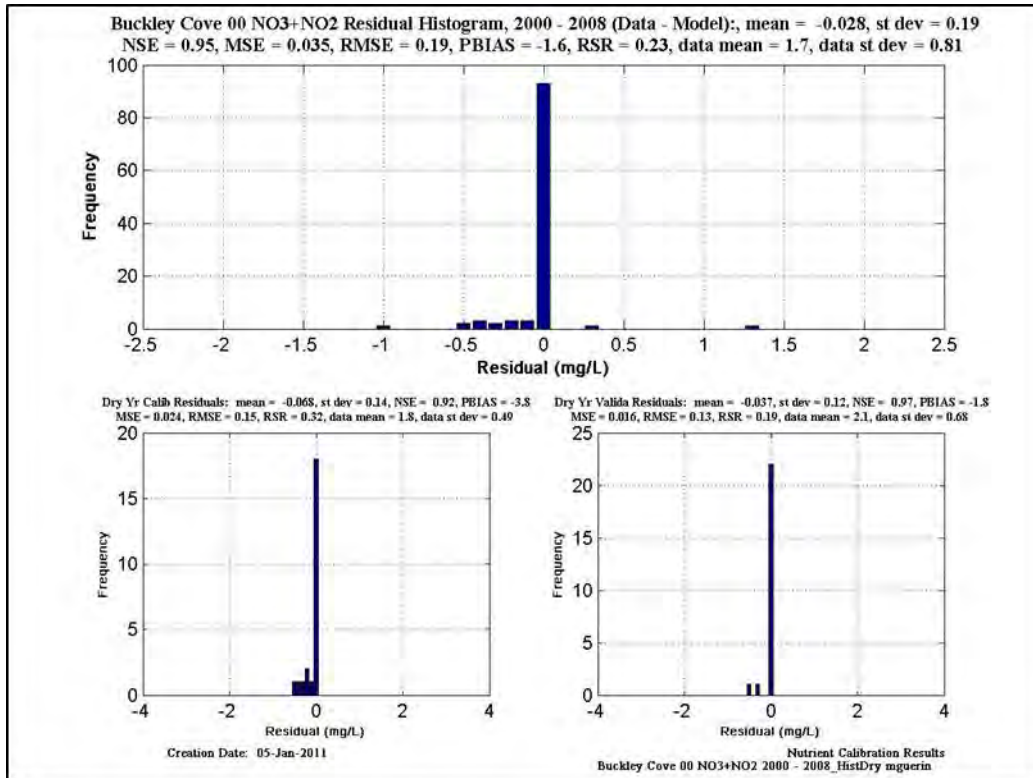 Buckley Cove 00 NO3+NO2 Residual Histogram, 2000 - 2008 (Data - Model):, mean = -0.028, st dev = 0.19
NSE = 0.95, MSE = 0.035, RMSE = 0.19, PBIAS = -1.6, RSR = 0.23, data mean = 1.7, data st dev = 0.81
100
80
60
40
20
0
Frequency
-2.5 -2 -1.5 -1 -0.5 0 0.5 1 1.5 2 2.5
Residual (mg/L)
Dry Yr Calib Residuals: mean = -0.068, st dev = 0.14, NSE = 0.92, PBIAS = -3.8
MSE = 0.024, RMSE = 0.15, RSR = 0.32, data mean = 1.8, data st dev = 0.49
20
15
10
5
0
Frequency
-4 -2 0 2 4
Residual (mg/L)
Creation Date: 05-Jan-2011
Dry Yr Valida Residuals: mean = -0.037, st dev = 0.12, NSE = 0.97, PBIAS = -1.8
MSE = 0.016, RMSE = 0.13, RSR = 0.19, data mean = 2.1, data st dev = 0.68
25
20
15
10
5
0
Frequency
-4 -2 0 2 4
Residual (mg/L)
Nutrient Calibration Results
Buckley Cove 00 NO3+NO2 2000 - 2008_HistDry mguerin